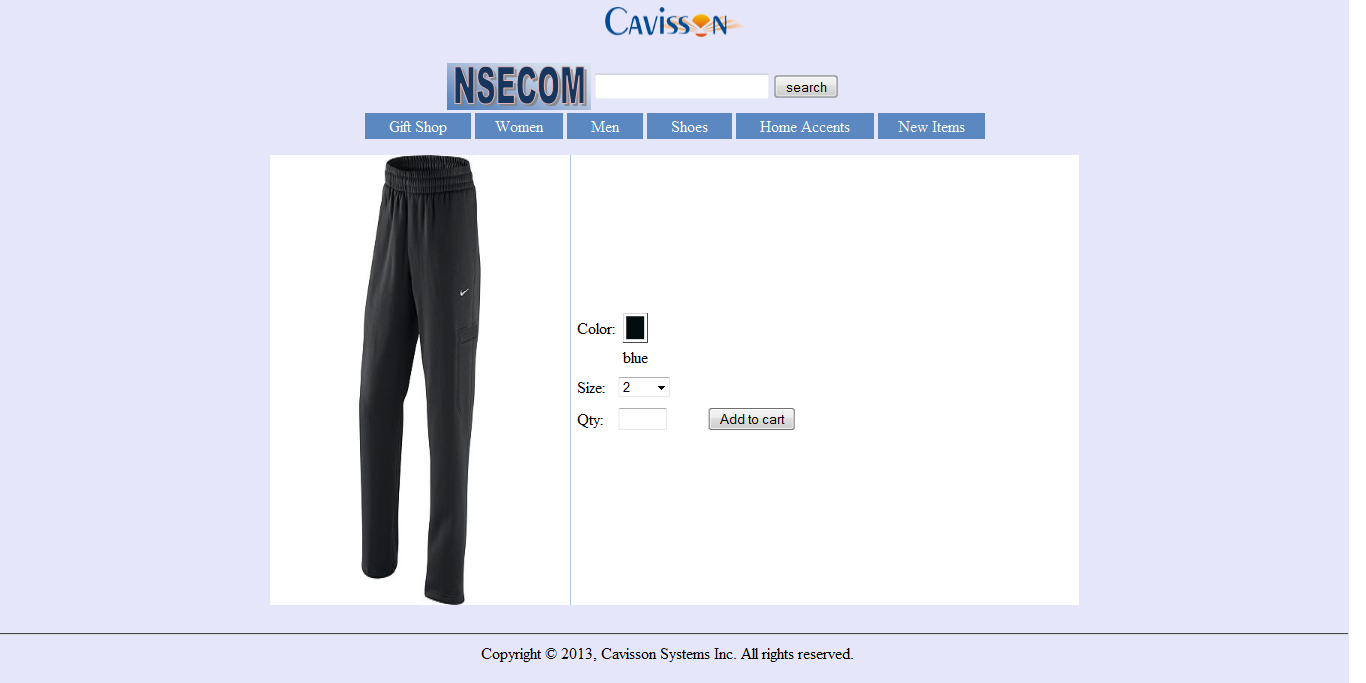 CAVISSON
NSECOM search
Gift Shop Women Men Shoes Home Accents New Items
Color:
blue
Size: 2
Qty: Add to cart
Copyright © 2013, Cavisson Systems Inc. All rights reserved.